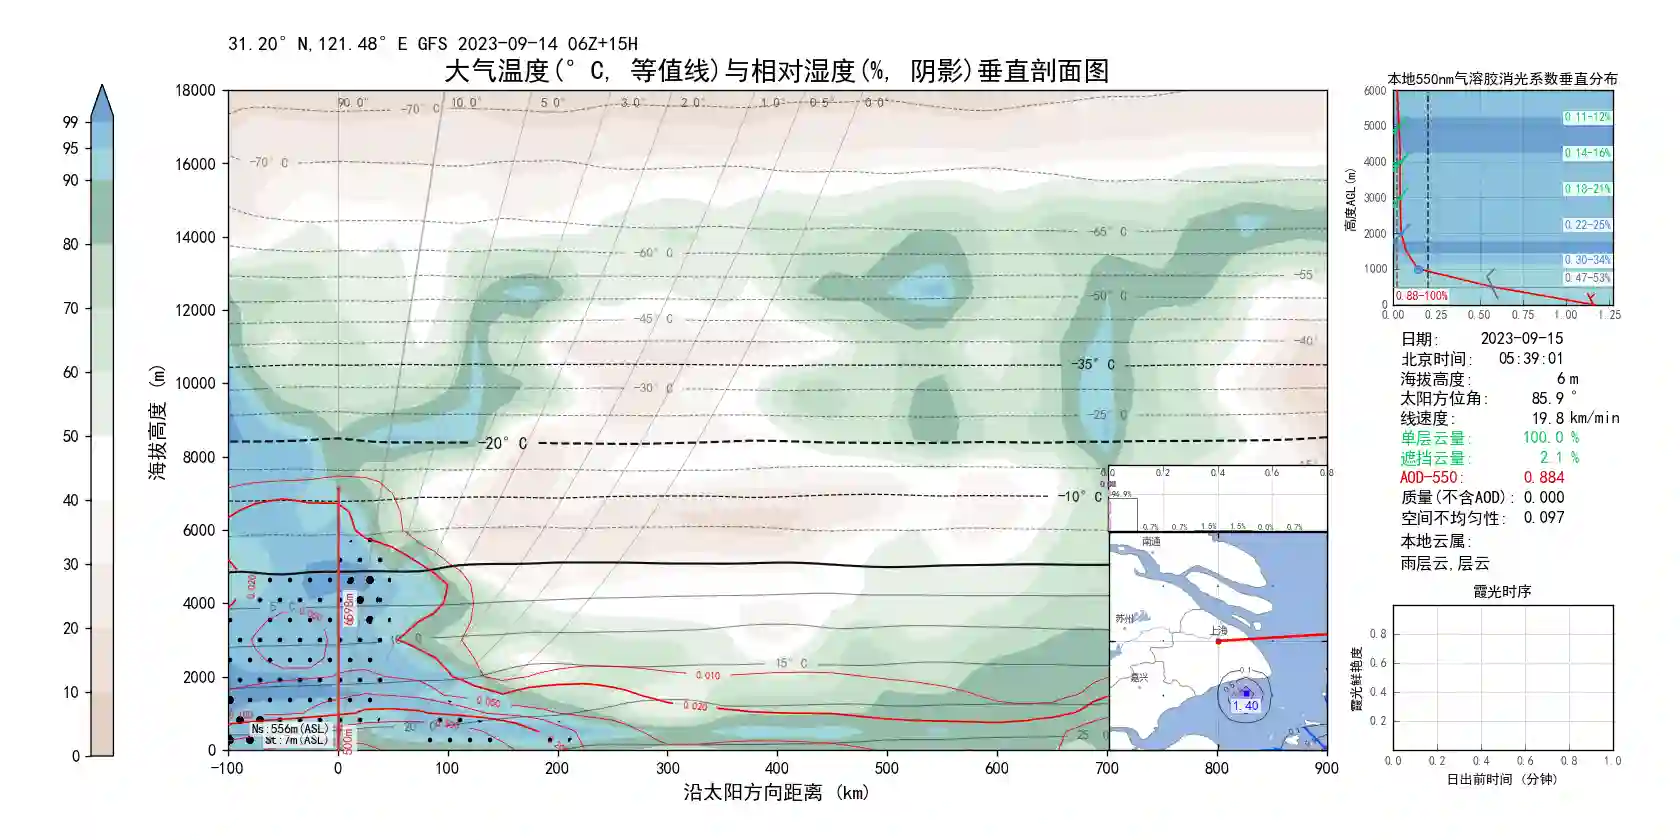 31.20°N,121.48°E GFS 2023-09-14 06Z+15H
大气温度(°C, 等值线)与相对湿度(%, 阴影)垂直剖面图
99
95
90
80
70
60
50
40
30
20
10
0
海拔高度 (m)
18000
16000
14000
12000
10000
8000
6000
4000
2000
0
90.0°
-70°C
10.0°
5.0°
3.0°
2.0°
1.0°
0.5°
0.0°
-70°C
-65°C
-60°C
-55
-50°C
-45°C
-40°
-35°C
-30°C
-25°C
-20°C
-10°C
15°C
20°C
25
0.020
0.010
0.020
0.050
6598m
500m
Ns:556m(ASL)
St:7m(ASL)
-100
0
100
200
300
400
500
600
700
800
900
沿太阳方向距离 (km)
0.0
0.2
0.4
0.6
0.8
96.9%
0.7%
0.7%
1.5%
1.5%
0.0%
0.7%
南通
苏州
上海
嘉兴
0.1
1.40
本地550nm气溶胶消光系数垂直分布
高度AGL(m)
6000
5000
4000
3000
2000
1000
0
0.11-12%
0.14-16%
0.18-21%
0.22-25%
0.30-34%
0.47-53%
0.88-100%
0.00
0.25
0.50
0.75
1.00
1.25
日期: 2023-09-15
北京时间: 05:39:01
海拔高度: 6 m
太阳方位角: 85.9 °
线速度: 19.8 km/min
单层云量: 100.0 %
遮挡云量: 2.1 %
AOD-550: 0.884
质量(不含AOD): 0.000
空间不均匀性: 0.097
本地云属:
雨层云,层云
霞光时序
霞光鲜艳度
0.8
0.6
0.4
0.2
0.0
0.2
0.4
0.6
0.8
1.0
日出前时间 (分钟)